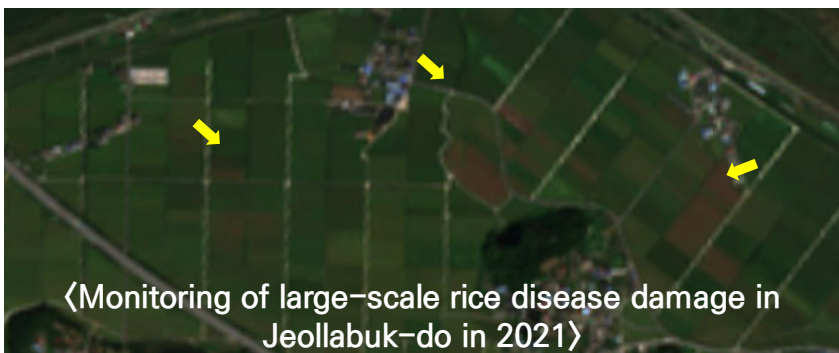 〈Monitoring of large-scale rice disease damage in
Jeollabuk-do in 2021〉